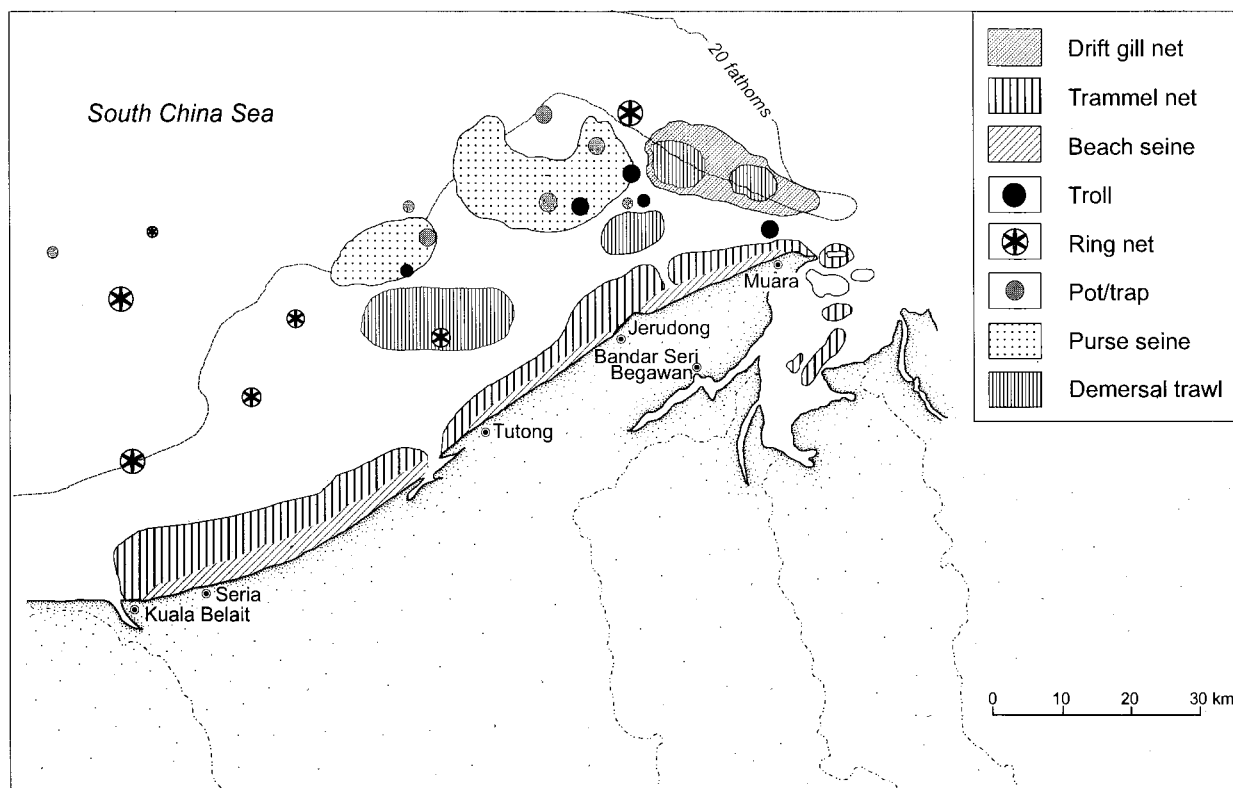 20 fathoms
South China Sea
Muara
Jerudong
Bandar Seri
Begawan
Tutong
Seria
Kuala Belait
Drift gill net
Trammel net
Beach seine
Troll
Ring net
Pot/trap
Purse seine
Demersal trawl
0 10 20 30 km